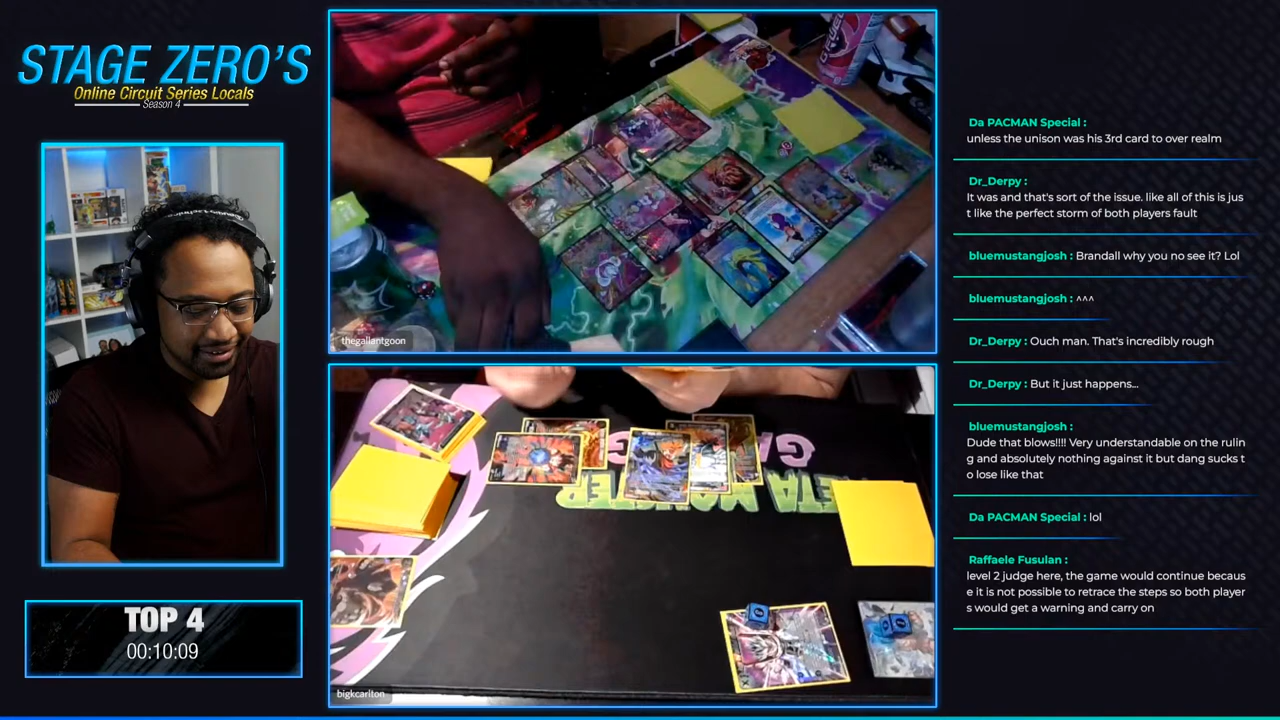 STAGE ZERO'S
Online Circuit Series Locals
Season 4
TOP 4
00:10:09
thegallantgoon
bigkcarlton
META MONSTER
Da PACMAN Special :
unless the unison was his 3rd card to over realm
Dr_Derpy :
It was and that's sort of the issue. like all of this is jus
t like the perfect storm of both players fault
bluemustangjosh : Brandall why you no see it? Lol
bluemustangjosh : ^^^
Dr_Derpy : Ouch man. That's incredibly rough
Dr_Derpy : But it just happens...
bluemustangjosh :
Dude that blows!!!! Very understandable on the rulin
g and absolutely nothing against it but dang sucks t
o lose like that
Da PACMAN Special : lol
Raffaele Fusulan :
level 2 judge here, the game would continue becaus
e it is not possible to retrace the steps so both player
s would get a warning and carry on